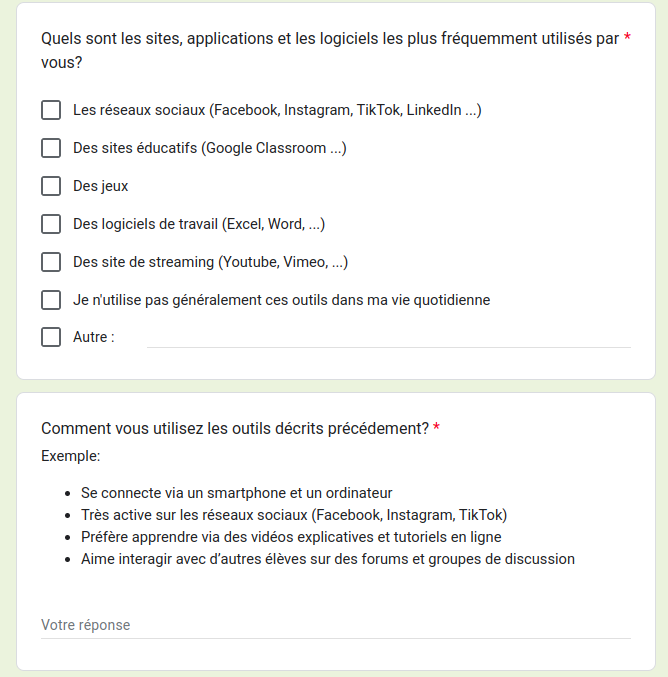 Quels sont les sites, applications et les logiciels les plus fréquemment utilisés par *
vous?
Les réseaux sociaux (Facebook, Instagram, TikTok, LinkedIn ...)
Des sites éducatifs (Google Classroom ...)
Des jeux
Des logiciels de travail (Excel, Word, ...)
Des site de streaming (Youtube, Vimeo, ...)
Je n'utilise pas généralement ces outils dans ma vie quotidienne
Autre :
Comment vous utilisez les outils décrits précédement? *
Exemple:
• Se connecte via un smartphone et un ordinateur
• Très active sur les réseaux sociaux (Facebook, Instagram, TikTok)
• Préfère apprendre via des vidéos explicatives et tutoriels en ligne
• Aime interagir avec d’autres élèves sur des forums et groupes de discussion
Votre réponse